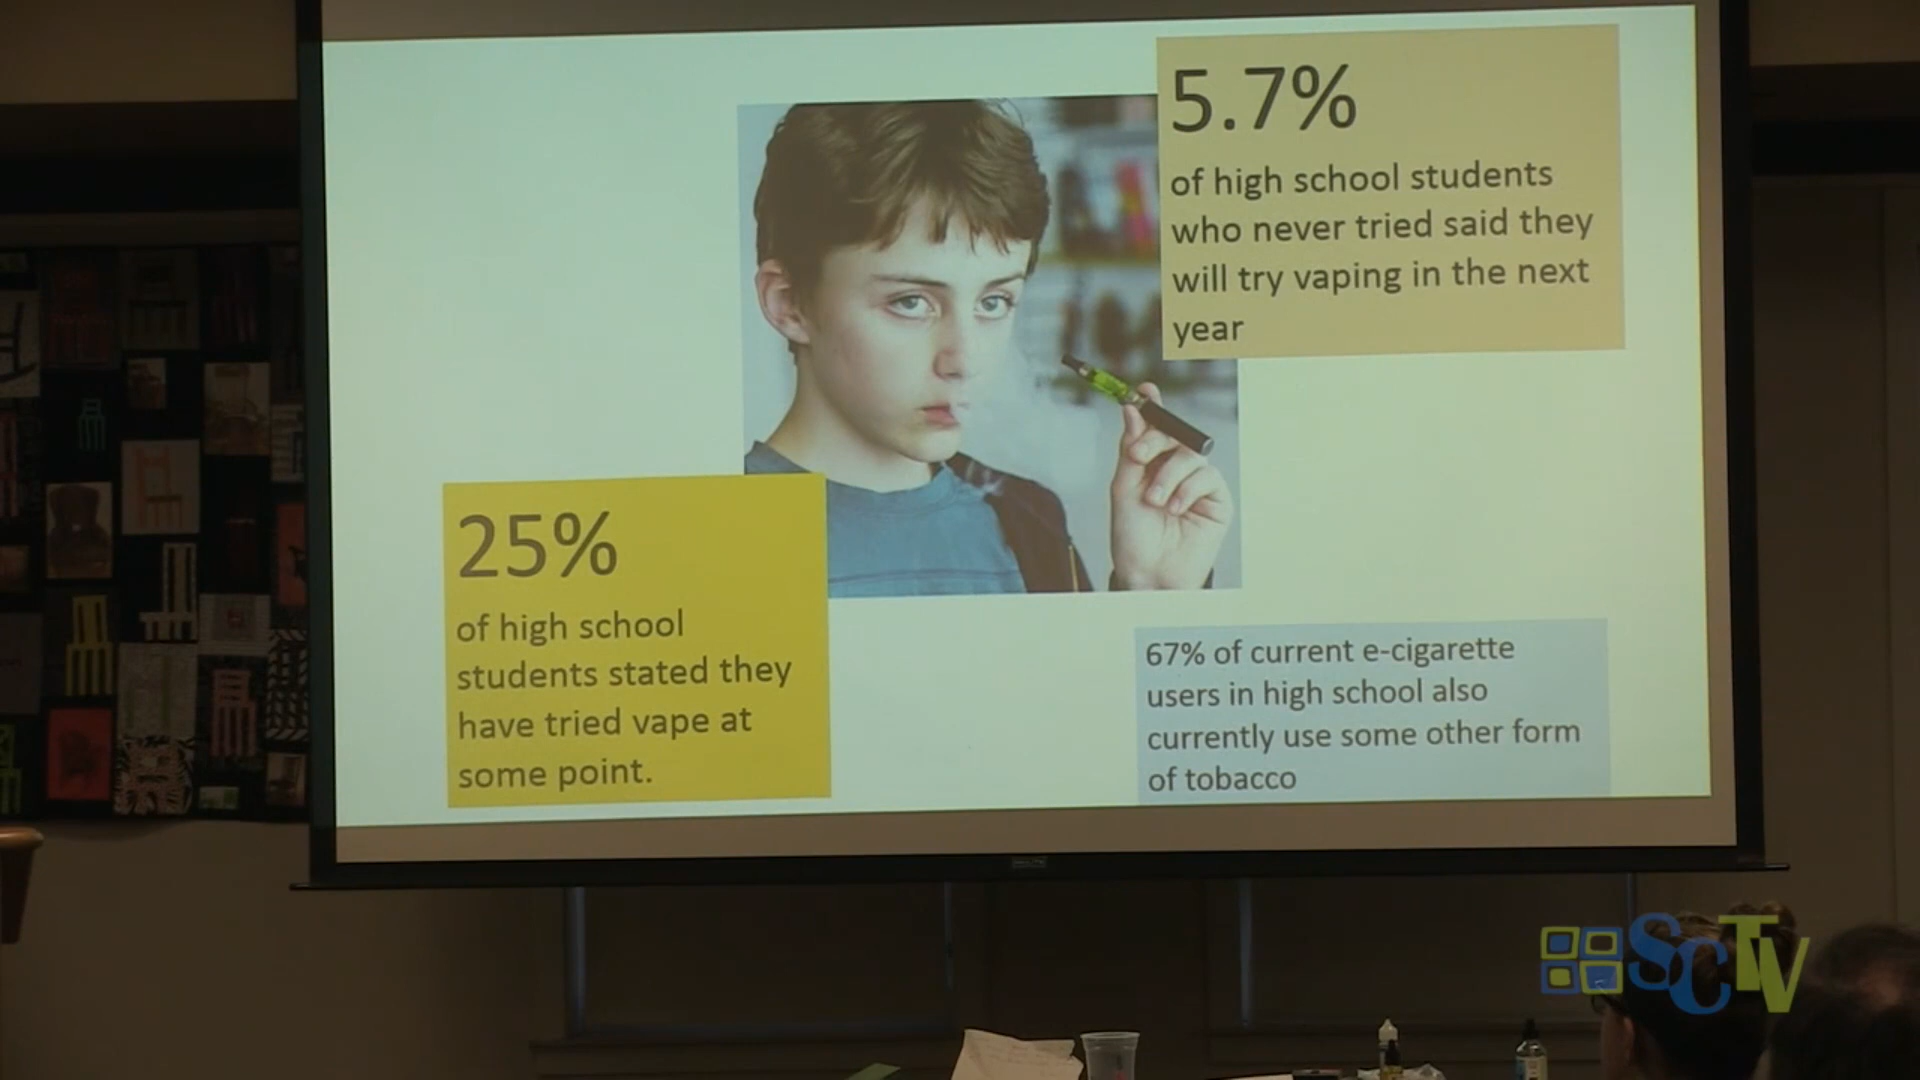 5.7%
of high school students
who never tried said they
will try vaping in the next
year
25%
of high school
students stated they
have tried vape at
some point.
67% of current e-cigarette
users in high school also
currently use some other form
of tobacco
SCTV